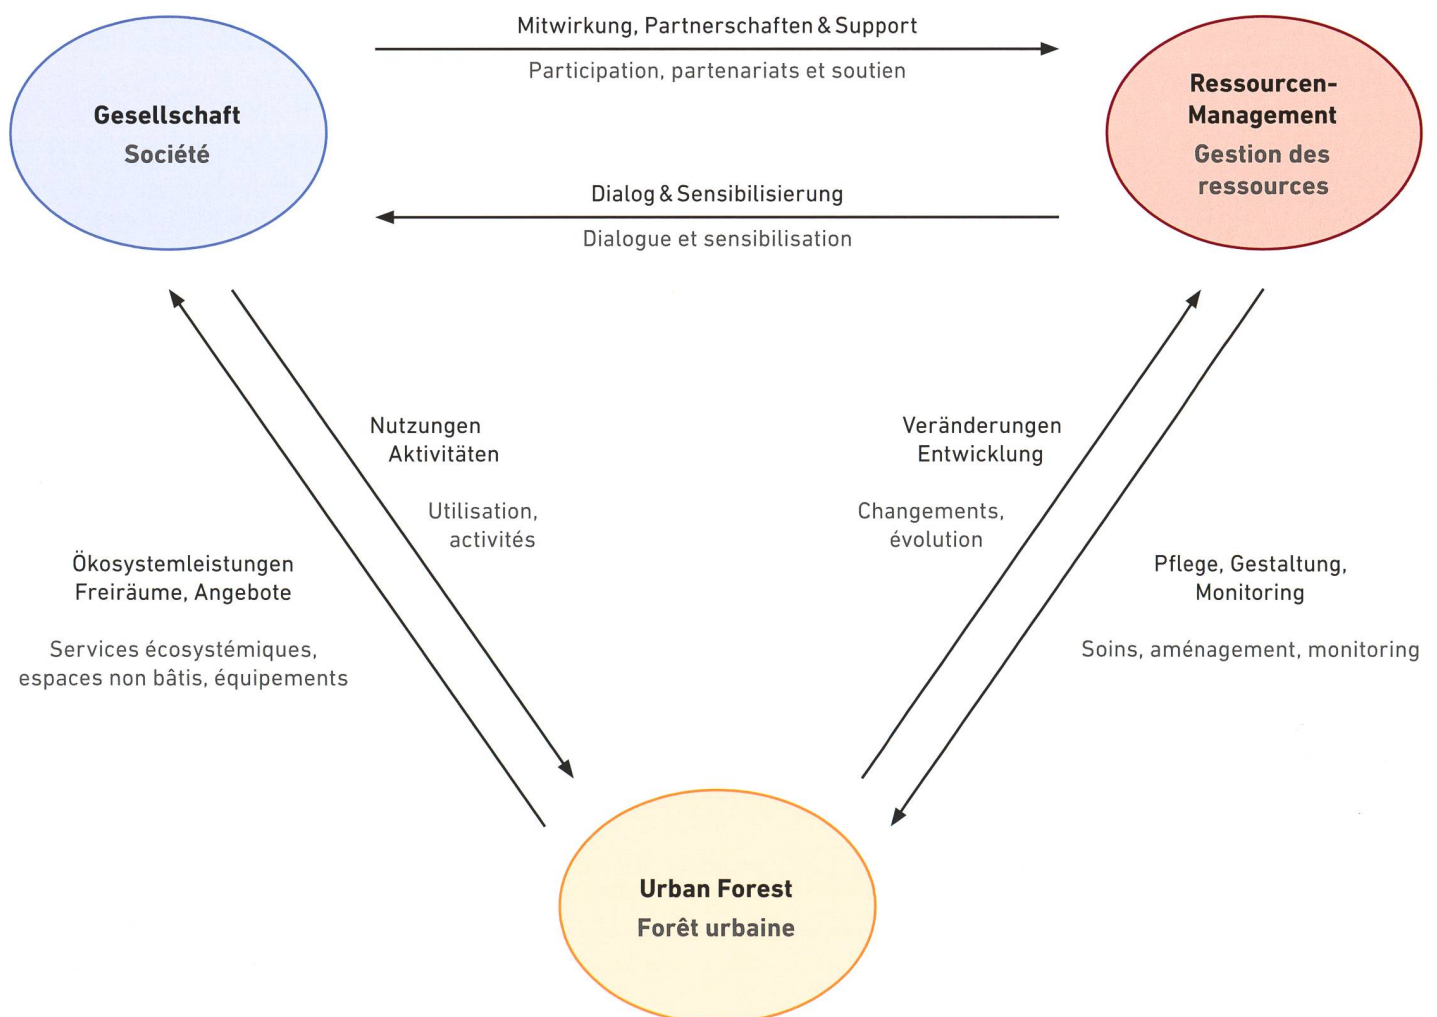 Mitwirkung, Partnerschaften & Support
Participation, partenariats et soutien
Gesellschaft
Société
Ressourcen-
Management
Gestion des
ressources
Dialog & Sensibilisierung
Dialogue et sensibilisation
Nutzungen
Aktivitäten
Utilisation,
activités
Veränderungen
Entwicklung
Changements,
évolution
Ökosystemleistungen
Freiräume, Angebote
Services écosystémiques,
espaces non bâtis, équipements
Pflege, Gestaltung,
Monitoring
Soins, aménagement, monitoring
Urban Forest
Forêt urbaine